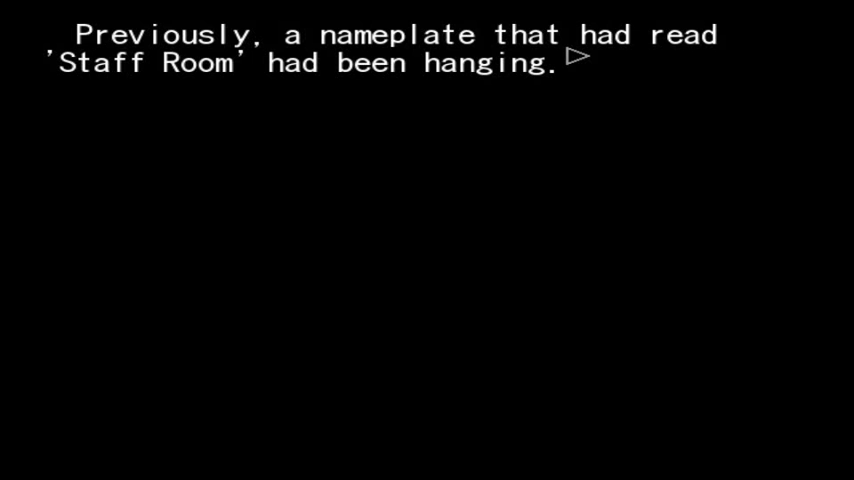 Previously, a nameplate that had read
'Staff Room' had been hanging.